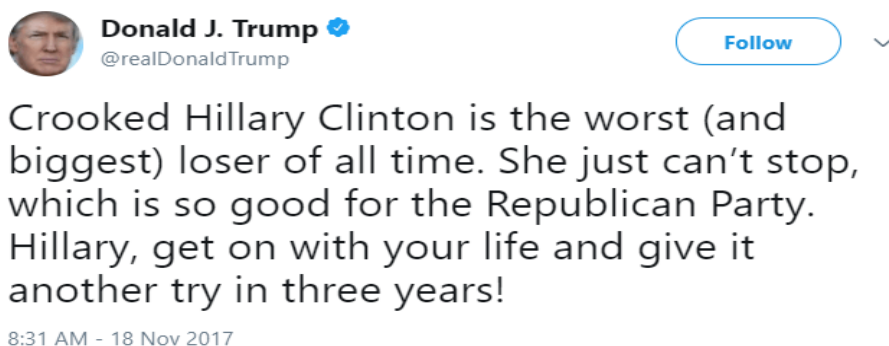 Donald J. Trump
@realDonaldTrump
Follow
Crooked Hillary Clinton is the worst (and
biggest) loser of all time. She just can’t stop,
which is so good for the Republican Party.
Hillary, get on with your life and give it
another try in three years!
8:31 AM - 18 Nov 2017